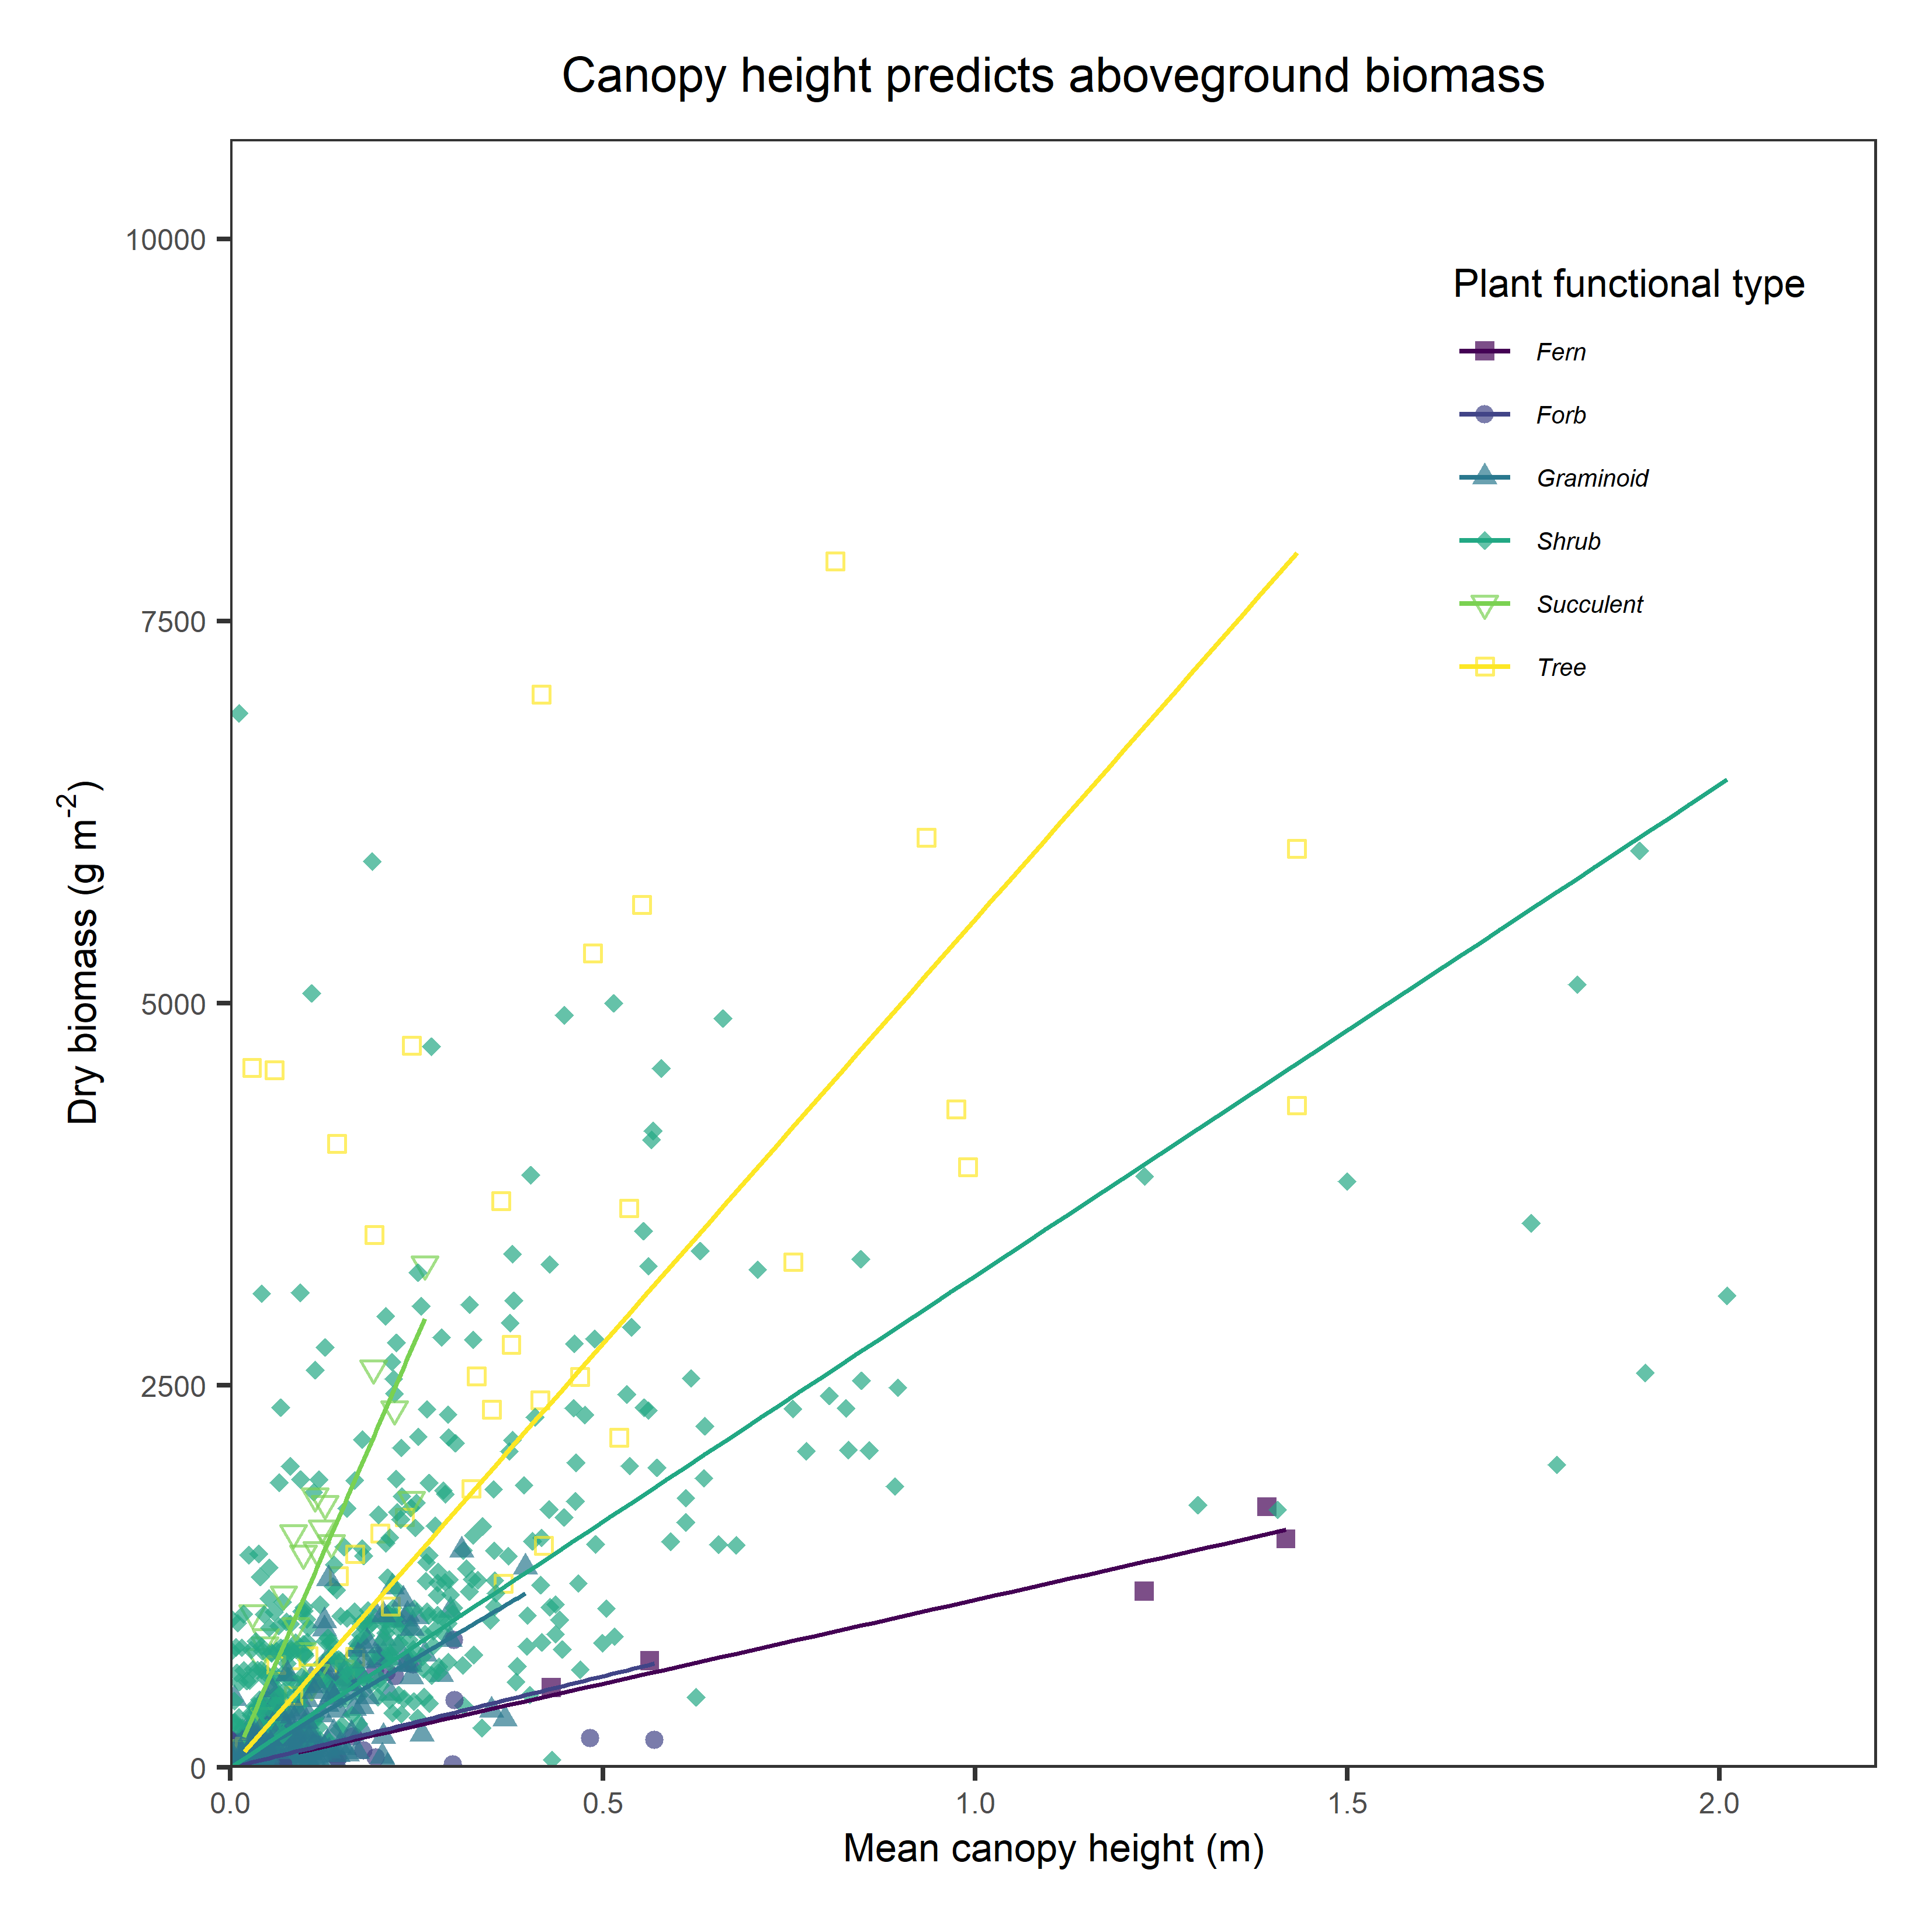 Canopy height predicts aboveground biomass
10000
7500
5000
2500
0
Dry biomass (g m⁻²)
Plant functional type
Fern
Forb
Graminoid
Shrub
Succulent
Tree
0.0 0.5 1.0 1.5 2.0
Mean canopy height (m)